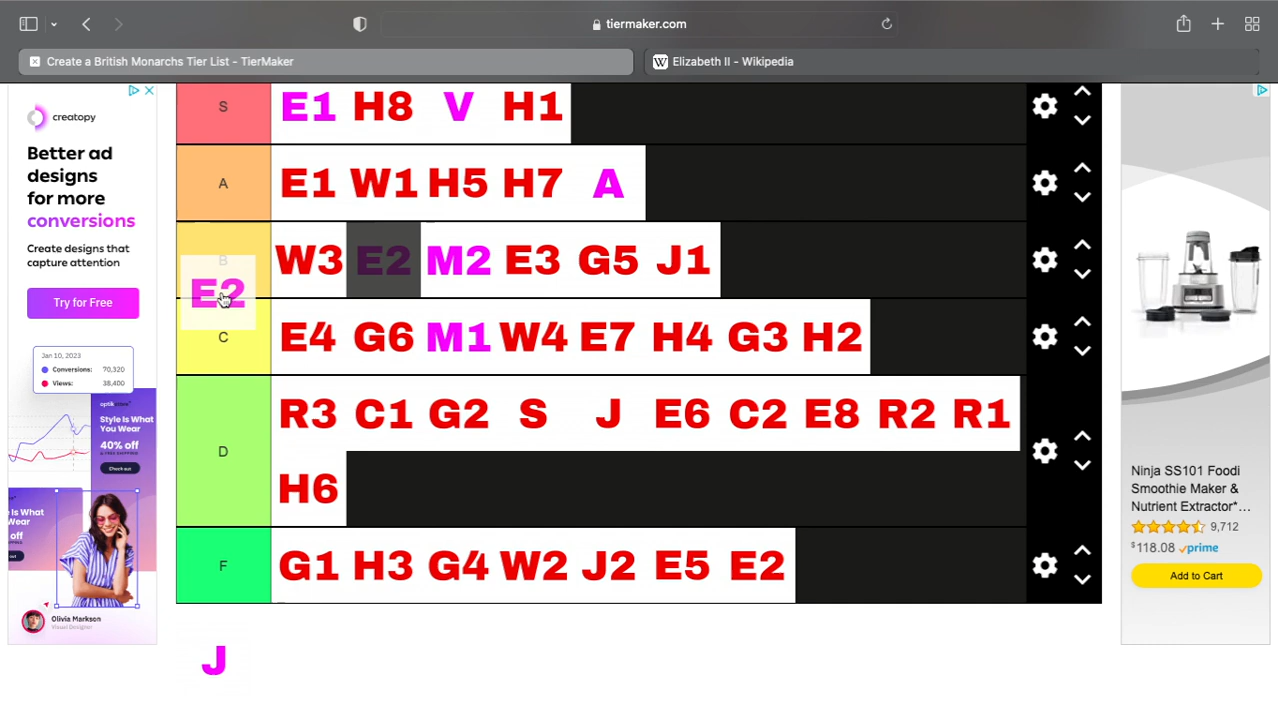 tiermaker.com
Create a British Monarchs Tier List - TierMaker
Elizabeth II - Wikipedia
creatopy
Better ad
designs
for more
conversions
Create designs that
capture attention
Try for Free
Jan 10, 2023
Conversions: 70,320
Views: 38,400
Style Is What
You Wear
40% off
Check out
Olivia Markson
Visual Designer
S
E1 H8 V H1
A
E1 W1 H5 H7 A
B
W3 E2 M2 E3 G5 J1
E2
C
E4 G6 M1 W4 E7 H4 G3 H2
D
R3 C1 G2 S J E6 C2 E8 R2 R1
H6
F
G1 H3 G4 W2 J2 E5 E2
J
Ninja SS101 Foodi
Smoothie Maker &
Nutrient Extractor*...
9,712
$118.08 prime
Add to Cart